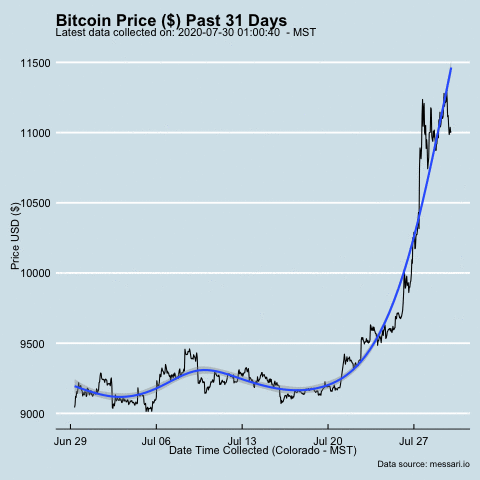 Bitcoin Price ($) Past 31 Days
Latest data collected on: 2020-07-30 01:00:40  - MST
11500
11000
10500
10000
9500
9000
Price USD ($)
Jun 29 Jul 06 Jul 13 Jul 20 Jul 27
Date Time Collected (Colorado - MST)
Data source: messari.io